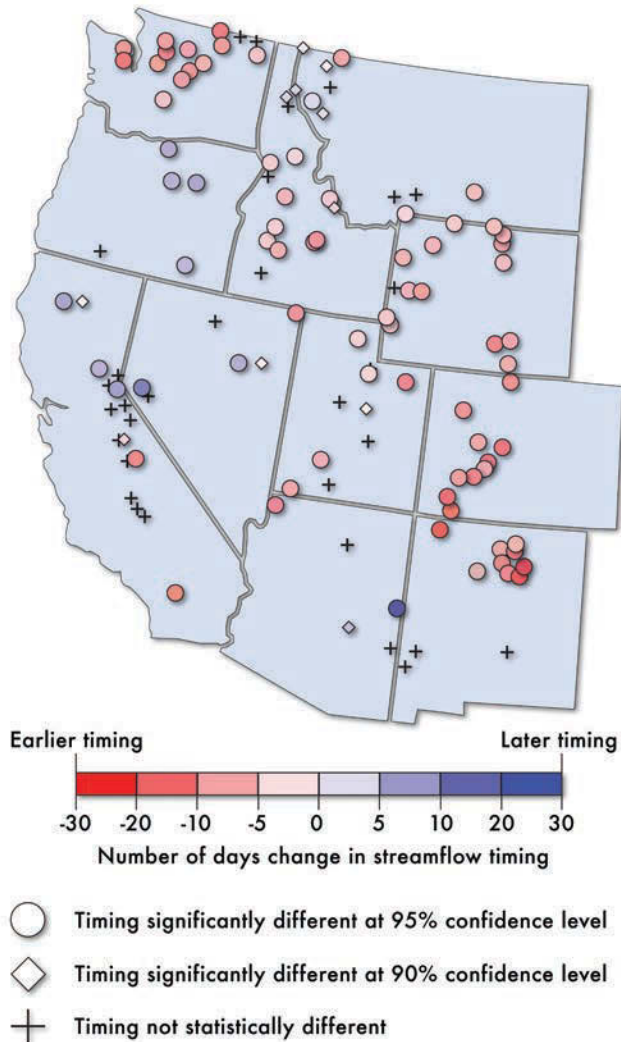 Earlier timing Later timing
-30 -20 -10 -5 0 5 10 20 30
Number of days change in streamflow timing
Timing significantly different at 95% confidence level
Timing significantly different at 90% confidence level
Timing not statistically different